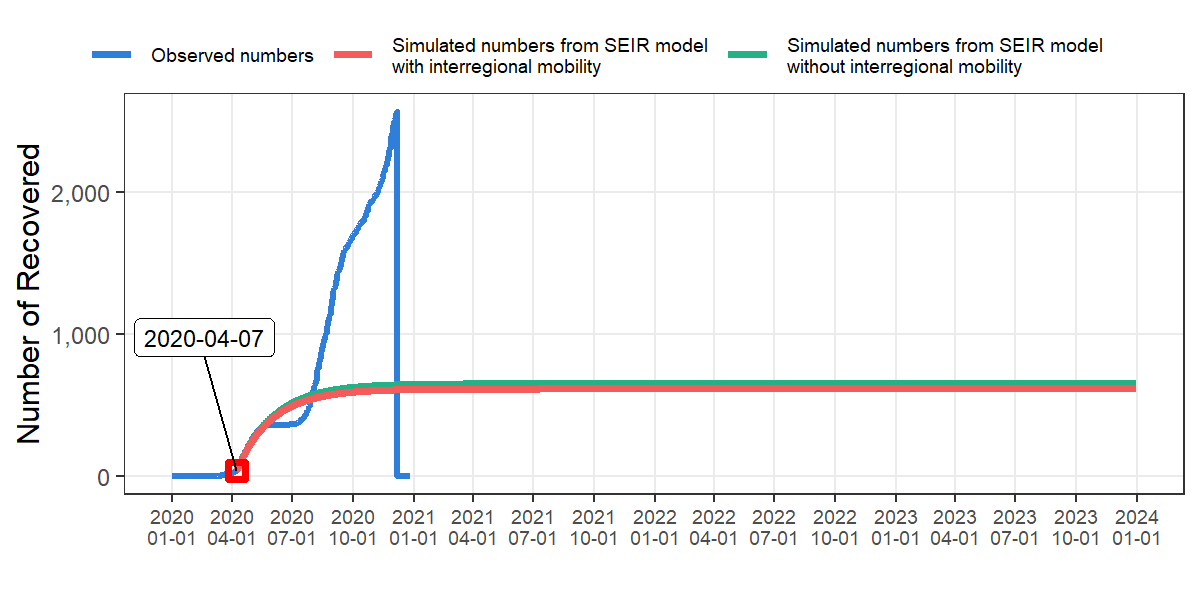 Observed numbers
Simulated numbers from SEIR model
with interregional mobility
Simulated numbers from SEIR model
without interregional mobility
Number of Recovered
2,000
1,000
0
2020-04-07
2020 2020 2020 2020 2021 2021 2021 2021 2022 2022 2022 2022 2023 2023 2023 2023 2024
01-01 04-01 07-01 10-01 01-01 04-01 07-01 10-01 01-01 04-01 07-01 10-01 01-01 04-01 07-01 10-01 01-01